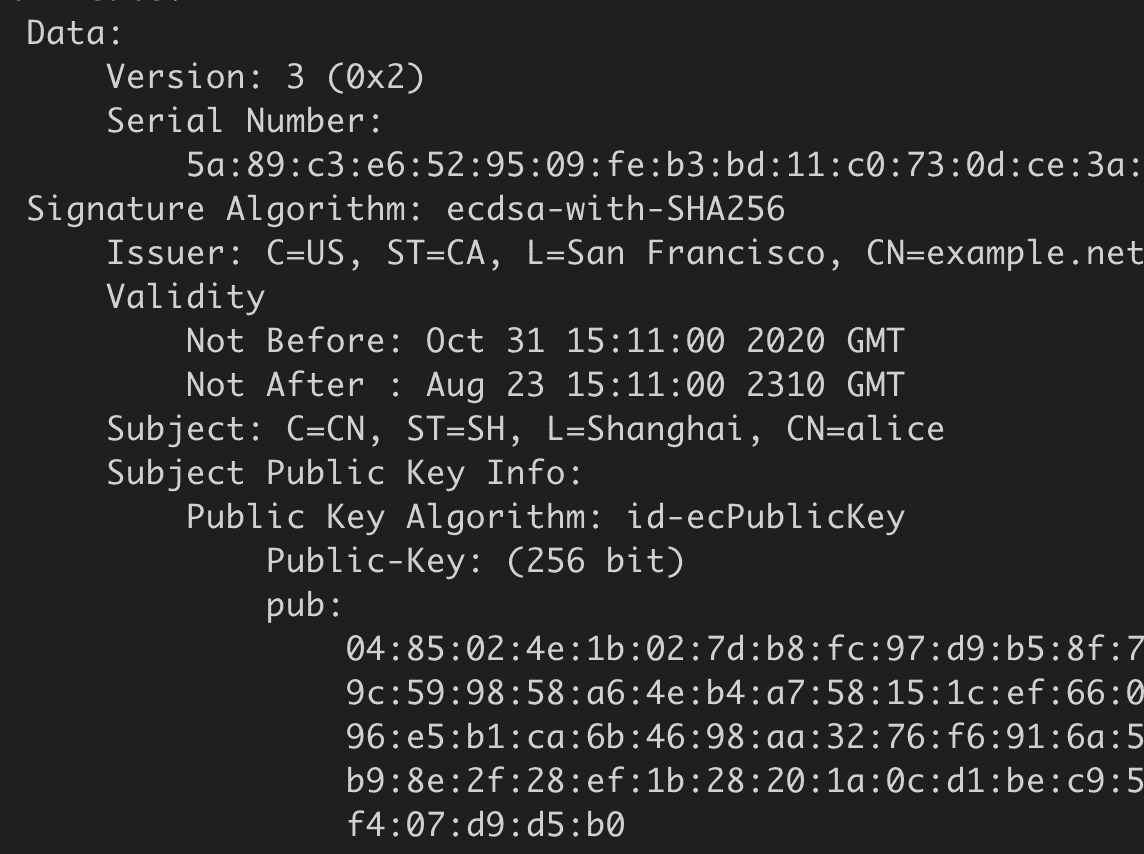 Data:
Version: 3 (0x2)
Serial Number:
5a:89:c3:e6:52:95:09:fe:b3:bd:11:c0:73:0d:ce:3a:
Signature Algorithm: ecdsa-with-SHA256
Issuer: C=US, ST=CA, L=San Francisco, CN=example.net
Validity
Not Before: Oct 31 15:11:00 2020 GMT
Not After : Aug 23 15:11:00 2310 GMT
Subject: C=CN, ST=SH, L=Shanghai, CN=alice
Subject Public Key Info:
Public Key Algorithm: id-ecPublicKey
Public-Key: (256 bit)
pub:
04:85:02:4e:1b:02:7d:b8:fc:97:d9:b5:8f:7
9c:59:98:58:a6:4e:b4:a7:58:15:1c:ef:66:0
96:e5:b1:ca:6b:46:98:aa:32:76:f6:91:6a:5
b9:8e:2f:28:ef:1b:28:20:1a:0c:d1:be:c9:5
f4:07:d9:d5:b0